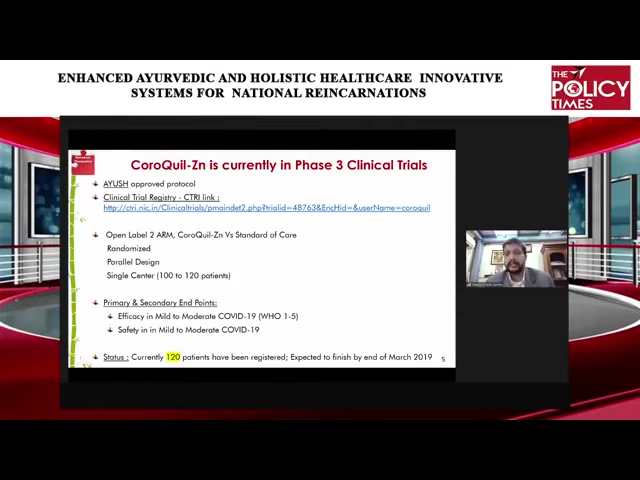 ENHANCED AYURVEDIC AND HOLISTIC HEALTHCARE INNOVATIVE
SYSTEMS FOR NATIONAL REINCARNATIONS
THE
POLICY
TIMES
CoroQuil-Zn is currently in Phase 3 Clinical Trials
AYUSH approved protocol
Clinical Trial Registry - CTRI link :
http://ctri.nic.in/Clinicaltrials/pmaindet2.php?trialid=48763&EncHid=&userName=coroquil
Open Label 2 ARM, CoroQuil-Zn Vs Standard of Care
Randomized
Parallel Design
Single Center (100 to 120 patients)
Primary & Secondary End Points:
Efficacy in Mild to Moderate COVID-19 (WHO 1-5)
Safety in in Mild to Moderate COVID-19
Status : Currently 120 patients have been registered; Expected to finish by end of March 2019
5